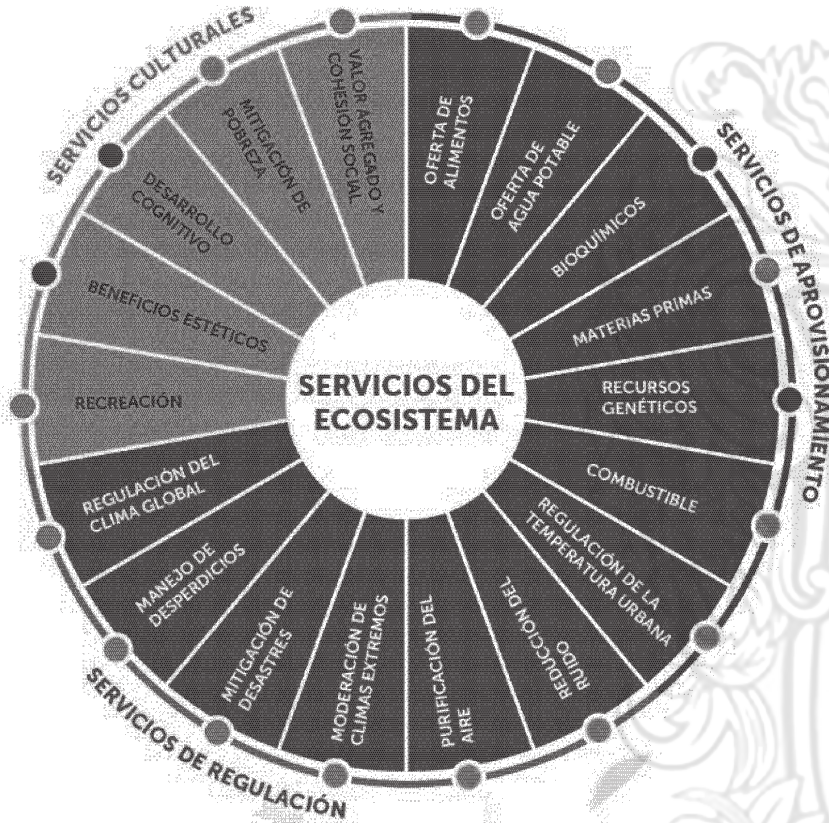 SERVICIOS DEL
ECOSISTEMA
SERVICIOS DE APROVISIONAMIENTO
OFERTA DE
ALIMENTOS
OFERTA DE
AGUA POTABLE
BIOQUÍMICOS
MATERIAS PRIMAS
RECURSOS
GENÉTICOS
COMBUSTIBLE
SERVICIOS DE REGULACIÓN
REGULACIÓN DE LA
TEMPERATURA URBANA
REDUCCIÓN DEL
RUIDO
PURIFICACIÓN DEL
AIRE
MODERACIÓN DE
CLIMAS EXTREMOS
MITIGACIÓN DE
DESASTRES
MANEJO DE
DESPERDICIOS
REGULACIÓN DEL
CLIMA GLOBAL
SERVICIOS CULTURALES
RECREACIÓN
BENEFICIOS ESTÉTICOS
DESARROLLO
COGNITIVO
MITIGACIÓN DE
POBREZA
VALOR AGREGADO Y
COHESIÓN SOCIAL